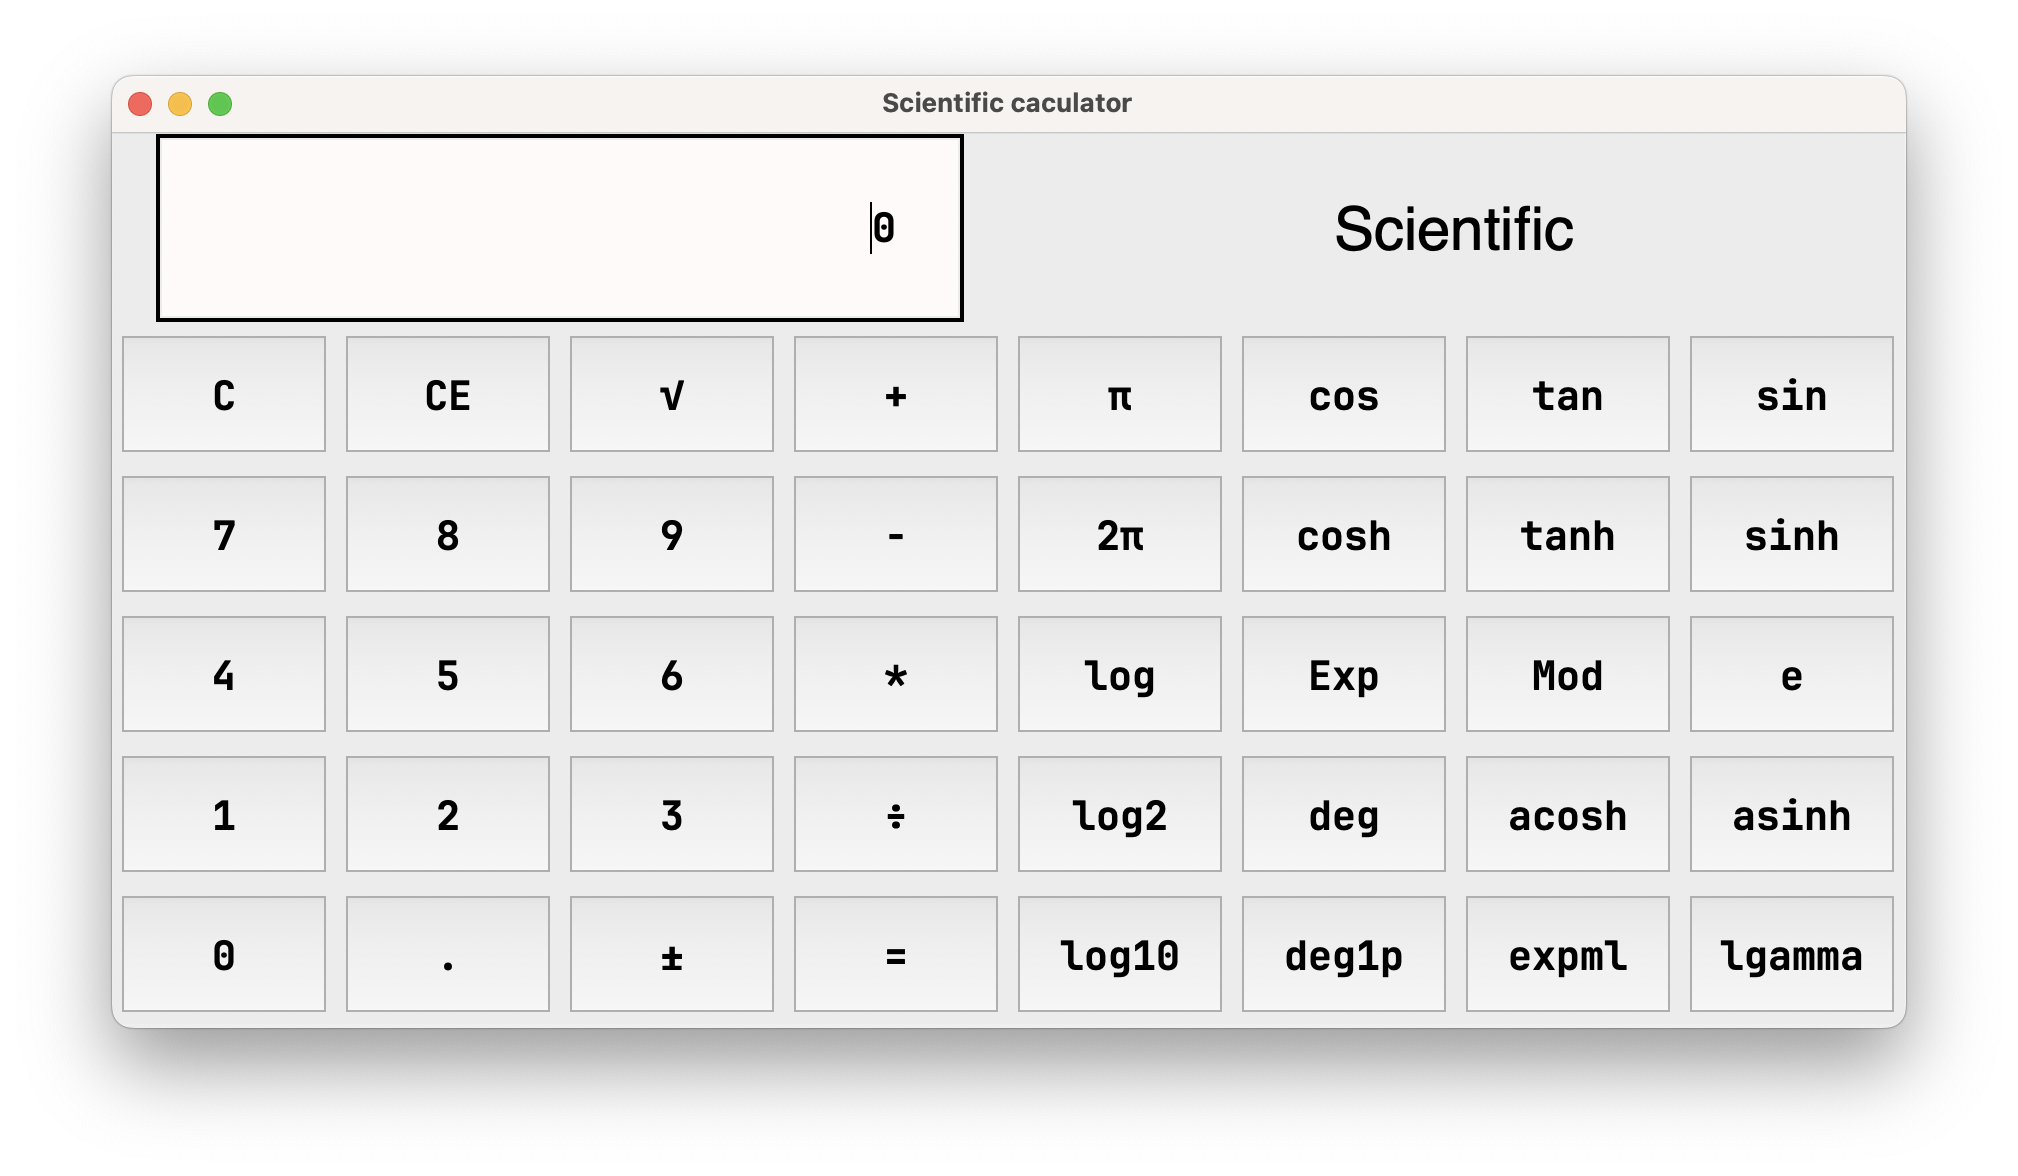 Scientific caculator
0 Scientific
C CE √ + π cos tan sin
7 8 9 - 2π cosh tanh sinh
4 5 6 * log Exp Mod e
1 2 3 ÷ log2 deg acosh asinh
0 . ± = log10 deg1p expml lgamma